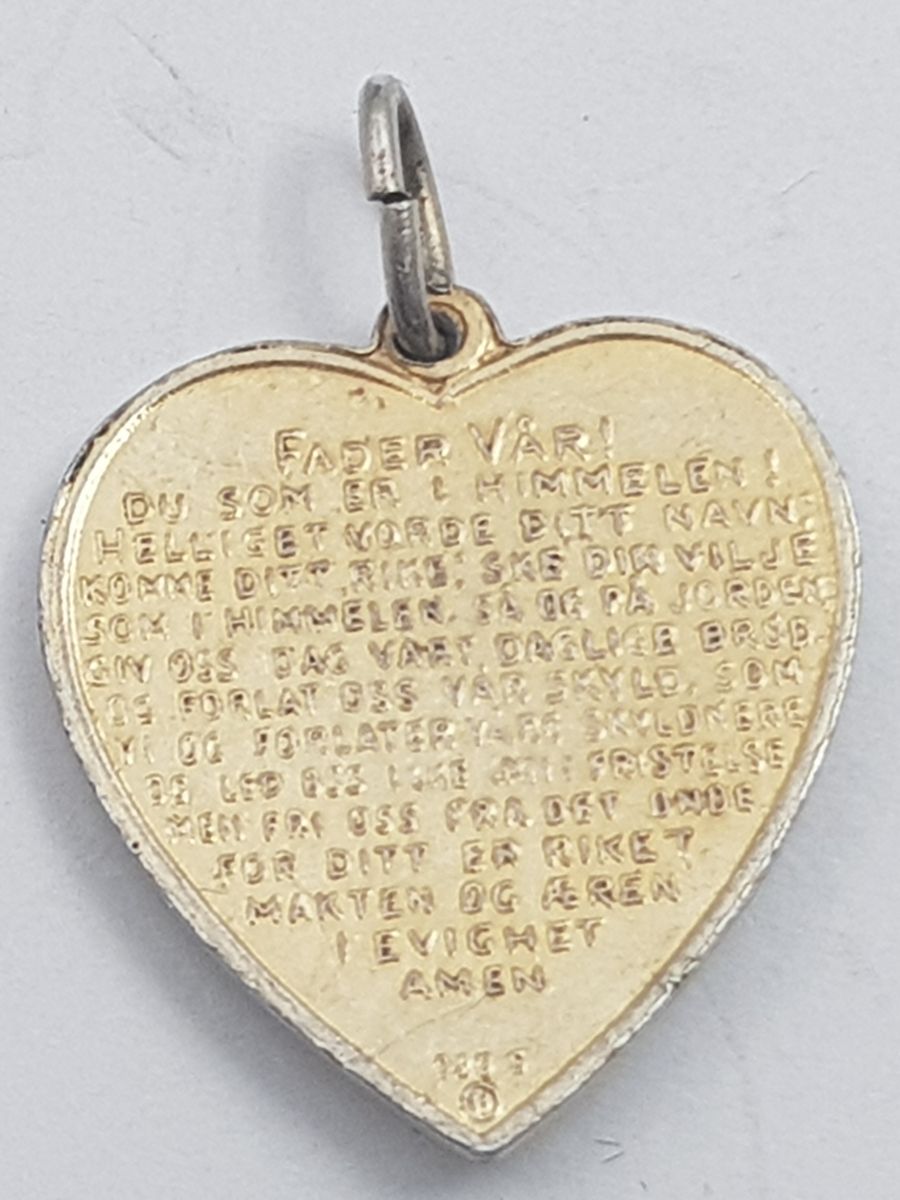 FADER VÅR!
DU SOM ER I HIMMELEN!
HELLIGET VORDE DITT NAVN;
KOMME DITT RIKE, SKE DIN VILJE
SOM I HIMMELEN, SÅ OG PÅ JORDEN;
GIV OSS I DAG VÅRT DAGLIGE BRØD,
OG FORLAT OSS VÅR SKYLD, SOM
VI OG FORLATER VÅRE SKYLDNERE
OG LED OSS IKKE INN I FRISTELSE
MEN FRI OSS FRA DET ONDE
FOR DITT ER RIKET
MAKTEN OG ÆREN
I EVIGHET
AMEN